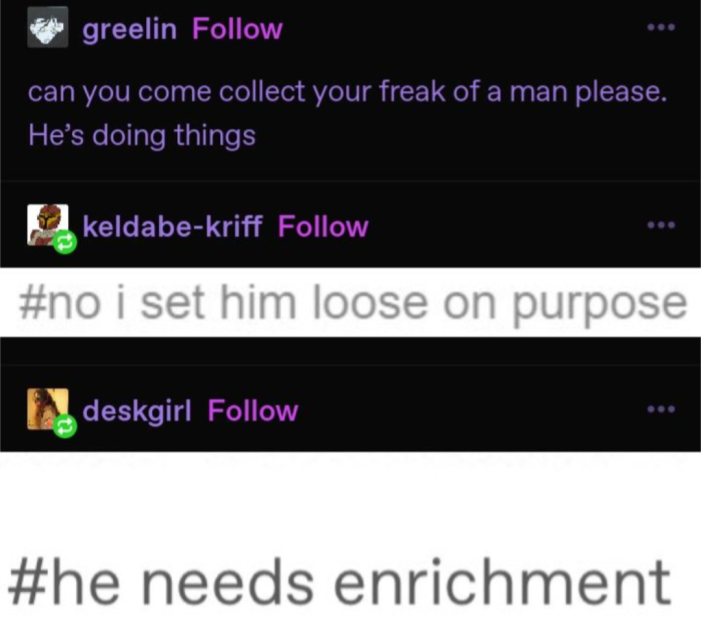 greelin Follow
can you come collect your freak of a man please.
He's doing things
keldabe-kriff Follow
#no i set him loose on purpose
deskgirl Follow
#he needs enrichment